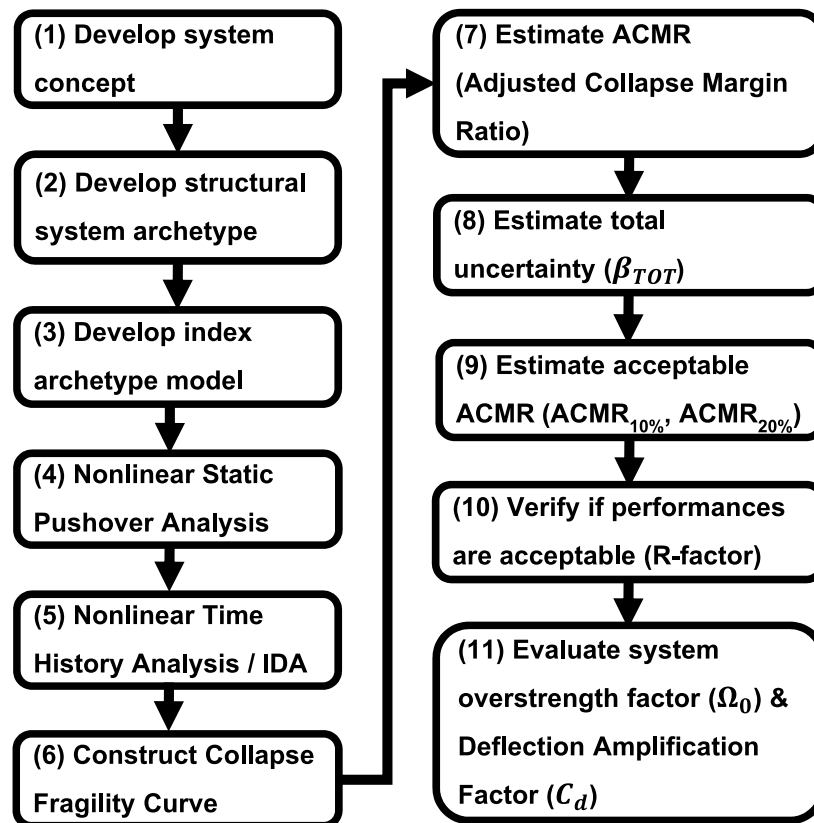 (1) Develop system
concept
(2) Develop structural
system archetype
(3) Develop index
archetype model
(4) Nonlinear Static
Pushover Analysis
(5) Nonlinear Time
History Analysis / IDA
(6) Construct Collapse
Fragility Curve
(7) Estimate ACMR
(Adjusted Collapse Margin
Ratio)
(8) Estimate total
uncertainty (β_TOT)
(9) Estimate acceptable
ACMR (ACMR10%, ACMR20%)
(10) Verify if performances
are acceptable (R-factor)
(11) Evaluate system
overstrength factor (Ω₀) &
Deflection Amplification
Factor (C_d)